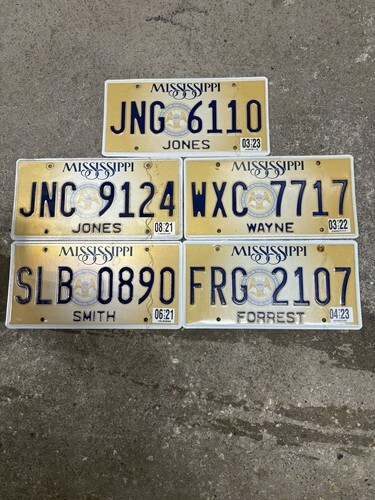 MISSISSIPPI
JNG 6110
JONES 03 23
MISSISSIPPI
JNC 9124
JONES 08 21
MISSISSIPPI
WXC 7717
WAYNE 03 22
MISSISSIPPI
SLB 0890
SMITH 06 21
MISSISSIPPI
FRG 2107
FORREST 04 23